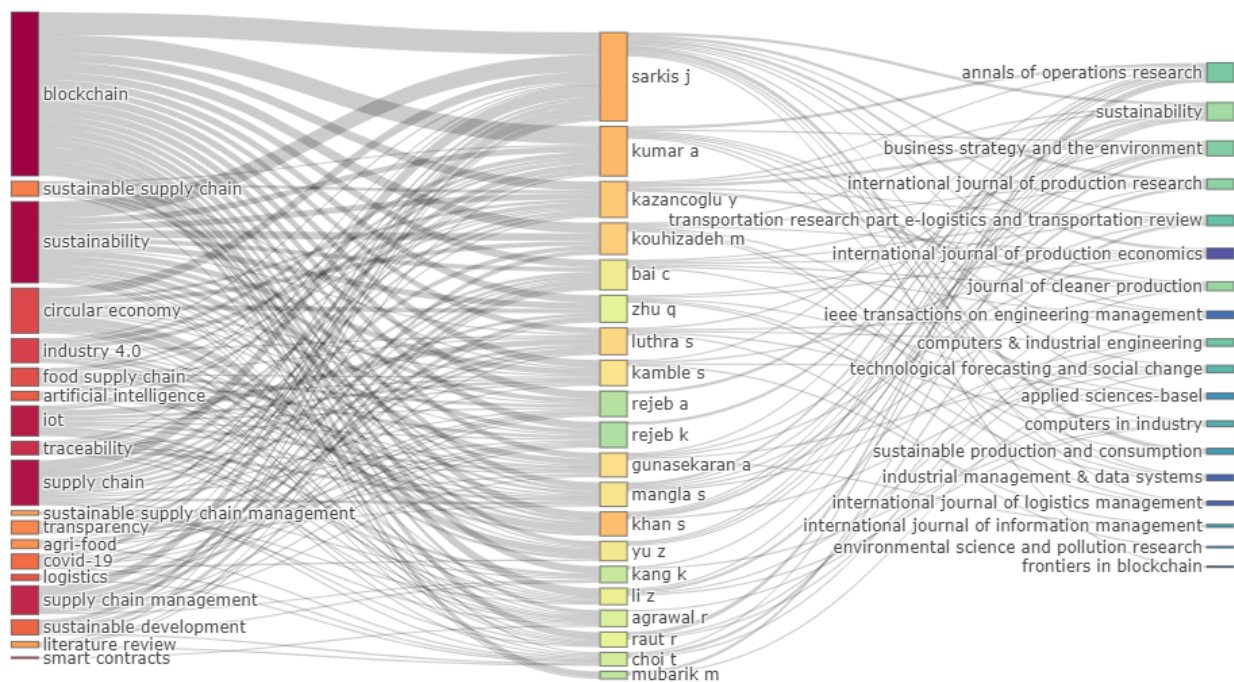 blockchain
sustainable supply chain
sustainability
circular economy
industry 4.0
food supply chain
artificial intelligence
iot
traceability
supply chain
sustainable supply chain management
transparency
agri-food
covid-19
logistics
supply chain management
sustainable development
literature review
smart contracts
sarkis j
kumar a
kazancoglu y
kouhizadeh m
bai c
zhu q
luthra s
kamble s
rejeb a
rejeb k
gunasekaran a
mangla s
khan s
yu z
kang k
li z
agrawal r
raut r
choi t
mubarik m
annals of operations research
sustainability
business strategy and the environment
international journal of production research
transportation research part e-logistics and transportation review
international journal of production economics
journal of cleaner production
ieee transactions on engineering management
computers & industrial engineering
technological forecasting and social change
applied sciences-basel
computers in industry
sustainable production and consumption
industrial management & data systems
international journal of logistics management
international journal of information management
environmental science and pollution research
frontiers in blockchain